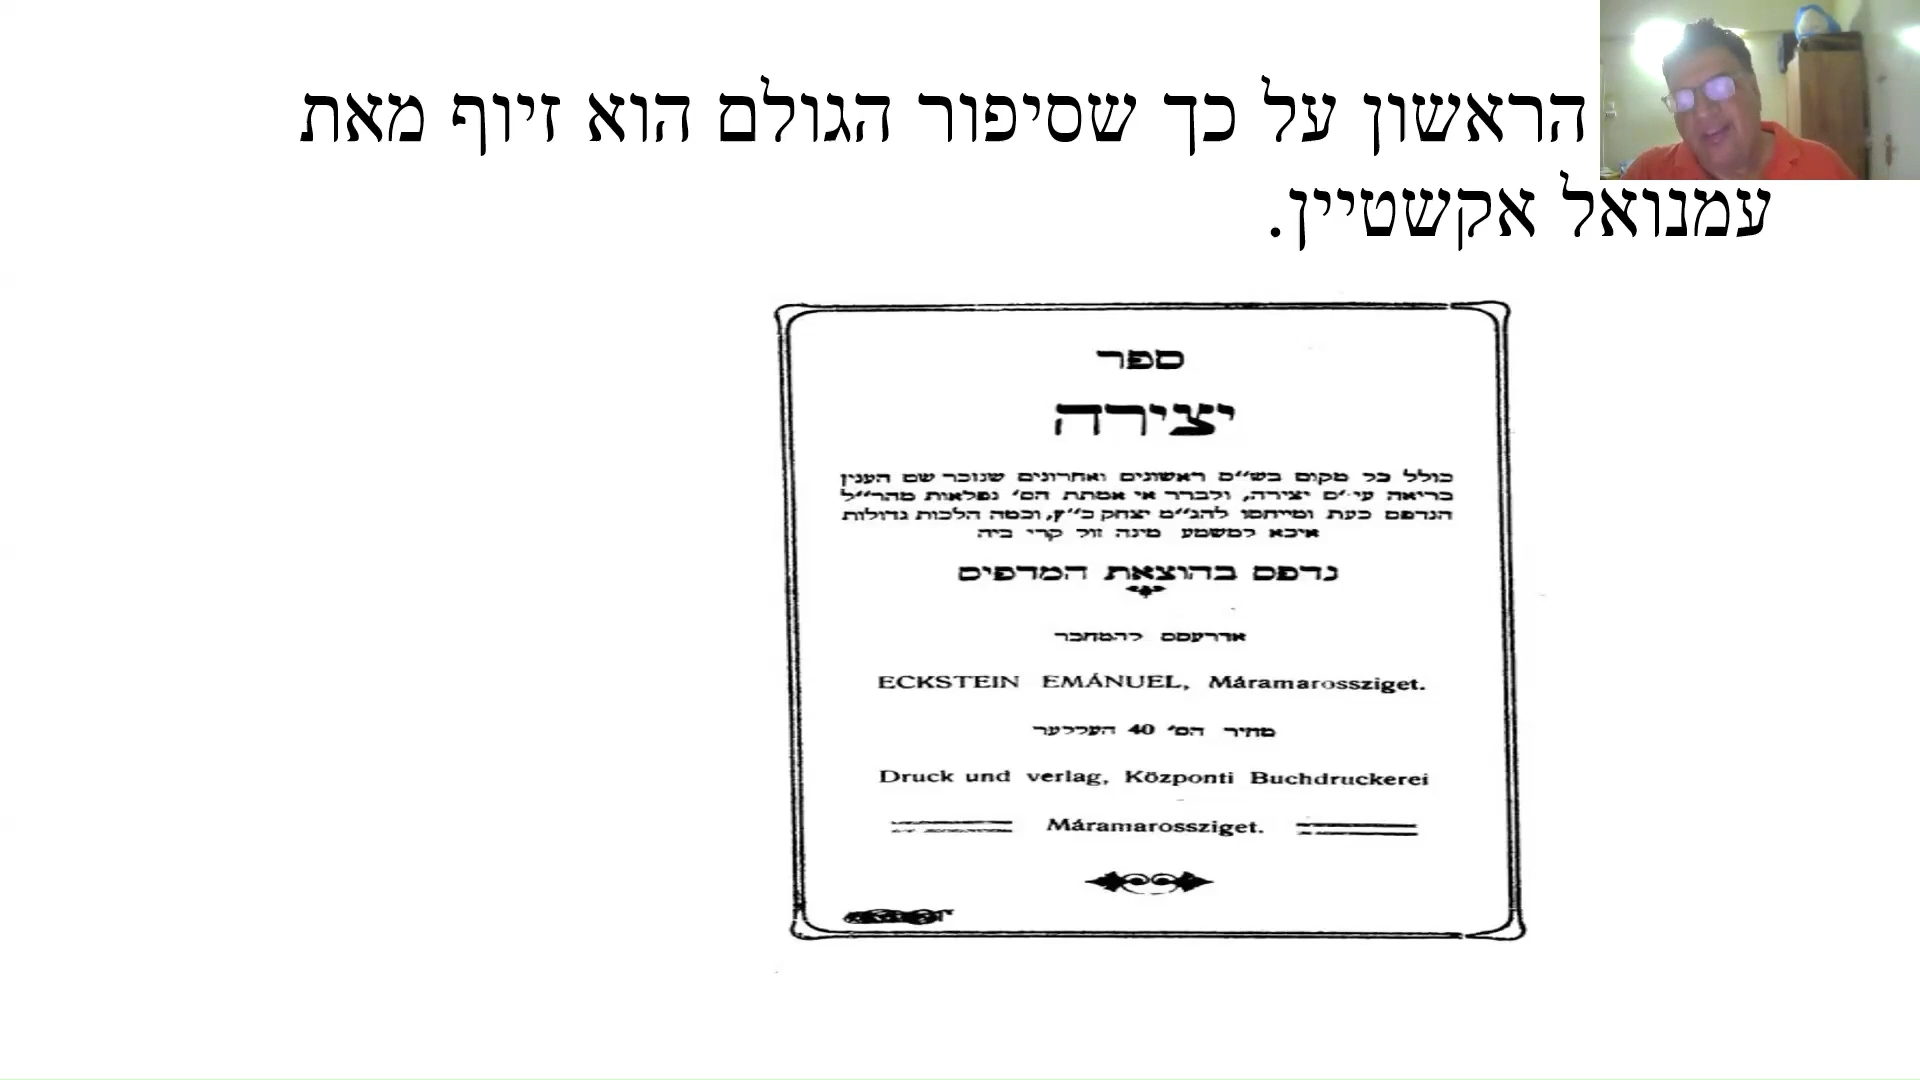 הראשון על כך שסיפור הגולם הוא זיוף מאת
עמנואל אקשטיין.
ספר
יצירה
כולל כל מקום בש״ם ראשונים ואחרונים שנזכר שם הענין
בריאה ע״י ס׳ יצירה, ולברר אי אמתת הס׳ נפלאות מהר״ל
הנדפס כעת ומייחסו להג״מ יצחק כ״ץ, וכמה הלכות גדולות
איכא למשמע מינה זיל קרי ביה
נדפס בהוצאת המדפיס
אדרעסס להמחבר
ECKSTEIN EMÁNUEL, Máramarossziget.
מחיר הס׳ 40 העללער
Druck und verlag, Központi Buchdruckerei
Máramarossziget.